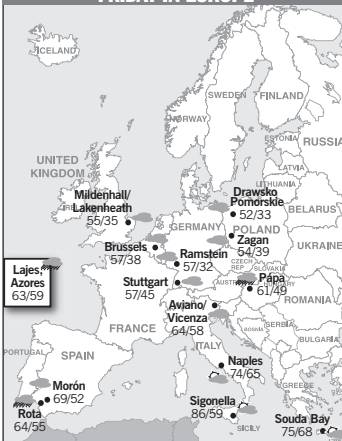 FRIDAY IN EUROPE
ICELAND
SWEDEN
FINLAND
NORWAY
ESTONIA
RUSSIA
LATVIA
LITHUANIA
UNITED
KINGDOM
Mildenhall/
Lakenheath
55/35
Drawsko
Pomorskie
52/33
BELARUS
GERMANY
POLAND
Zagan
54/39
Brussels
57/38
Ramstein
57/32
UKRAINE
CZECH
REP
SLOVAKIA
Lajes,
Azores
63/59
Stuttgart
57/45
Pápa
61/49
Aviano/
Vicenza
64/58
ROMANIA
FRANCE
BOSNIA
SERBIA
BULGARIA
ITALY
PORTUGAL
SPAIN
Morón
69/52
Rota
64/55
Naples
74/65
Sigonella
86/59
SICILY
GREECE
Souda Bay
75/68